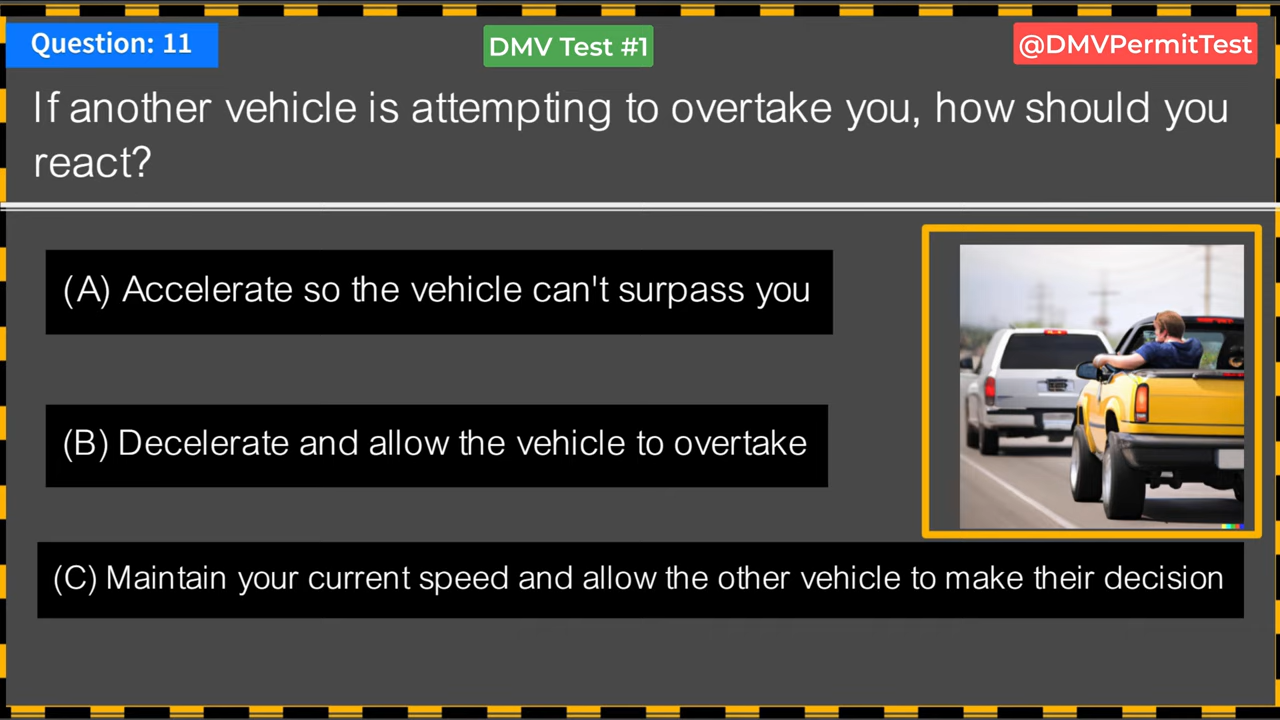 Question: 11
DMV Test #1
@DMVPermitTest
If another vehicle is attempting to overtake you, how should you
react?
(A) Accelerate so the vehicle can't surpass you
(B) Decelerate and allow the vehicle to overtake
(C) Maintain your current speed and allow the other vehicle to make their decision